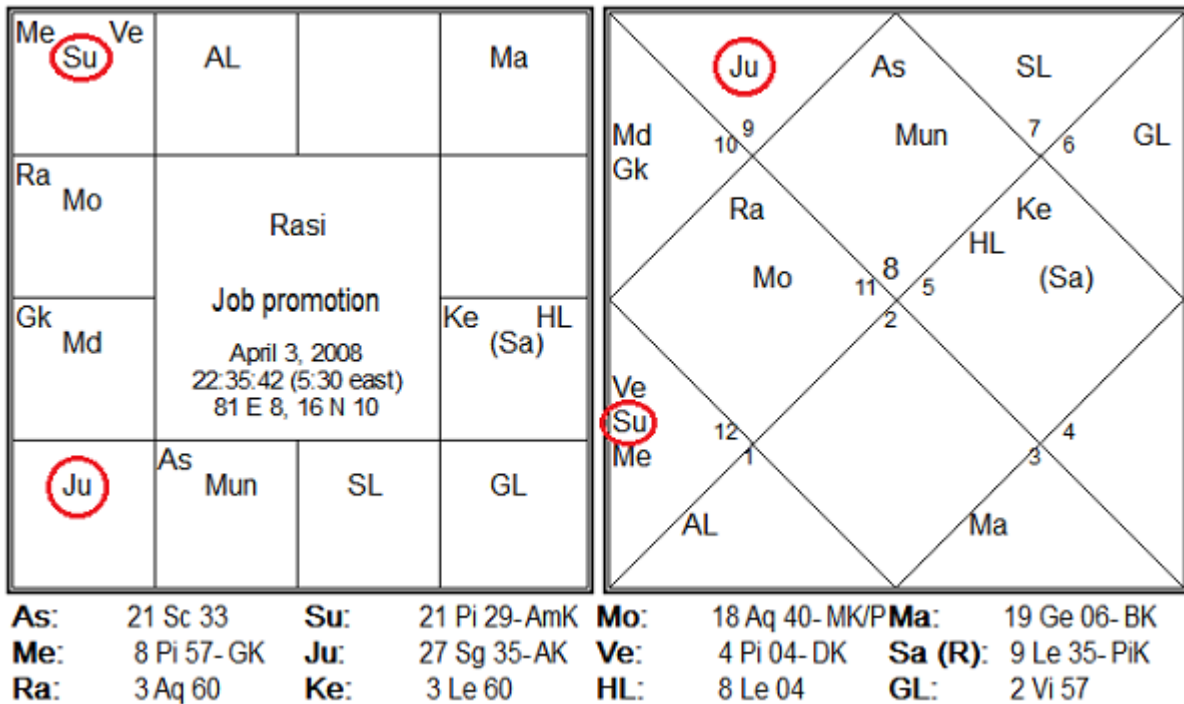 Me Ve
Su
AL
Ma
Ra
Mo
Gk
Md
Rasi
Job promotion
April 3, 2008
22:35:42 (5:30 east)
81 E 8, 16 N 10
Ke HL
(Sa)
Ju
As
Mun
SL
GL
Ju
As
SL
Md
Gk
10 9
Mun
7 6
GL
Ra
Mo
Ke
HL
(Sa)
8
11 5
2
Ve
Su
Me
12
1
4
3
AL
Ma
As: 21 Sc 33 Su: 21 Pi 29- AmK Mo: 18 Aq 40- MK/P Ma: 19 Ge 06- BK
Me: 8 Pi 57- GK Ju: 27 Sg 35- AK Ve: 4 Pi 04- DK Sa (R): 9 Le 35- PiK
Ra: 3 Aq 60 Ke: 3 Le 60 HL: 8 Le 04 GL: 2 Vi 57